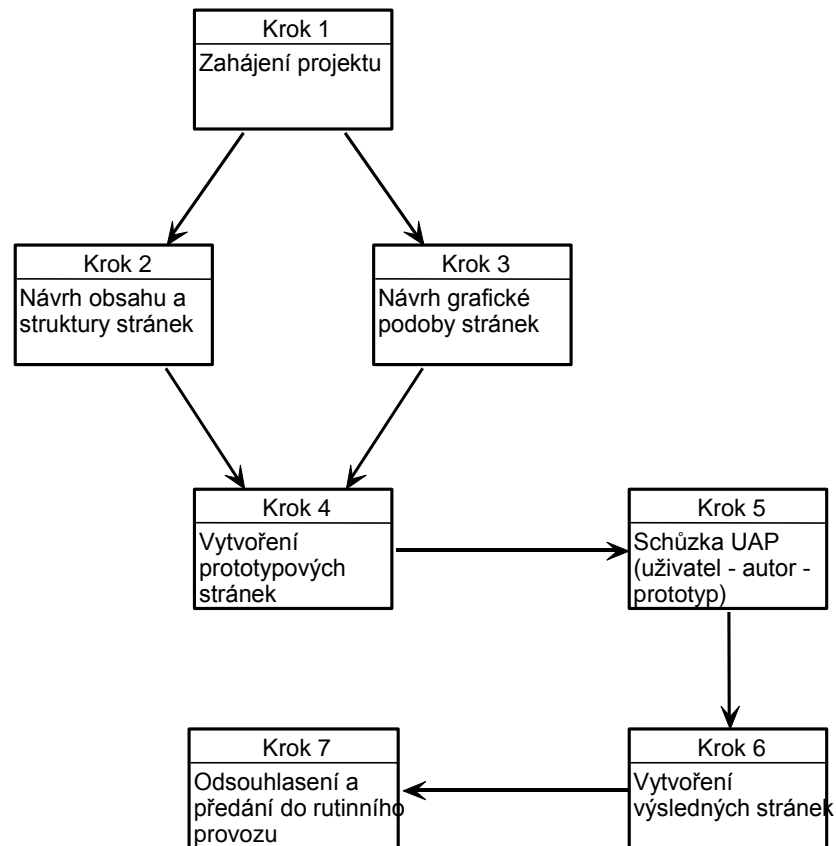 Krok 1
Zahájení projektu
Krok 2
Návrh obsahu a
struktury stránek
Krok 3
Návrh grafické
podoby stránek
Krok 4
Vytvoření
prototypových
stránek
Krok 5
Schůzka UAP
(uživatel - autor -
prototyp)
Krok 6
Vytvoření
výsledných stránek
Krok 7
Odsouhlasení a
předání do rutinního
provozu